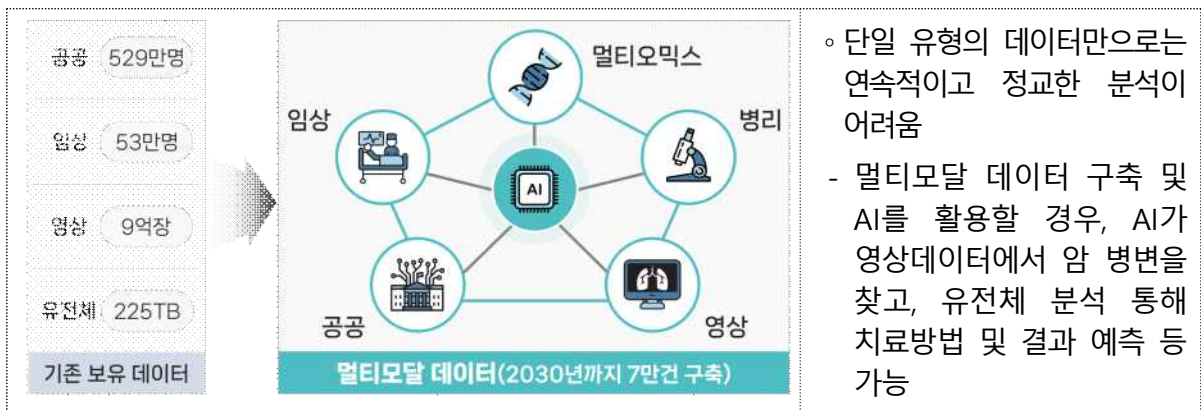 공공 529만명
임상 53만명
영상 9억장
유전체 225TB
기존 보유 데이터
멀티오믹스
임상
병리
AI
공공
영상
멀티모달 데이터(2030년까지 7만건 구축)
◦ 단일 유형의 데이터만으로는
연속적이고 정교한 분석이
어려움
- 멀티모달 데이터 구축 및
AI를 활용할 경우, AI가
영상데이터에서 암 병변을
찾고, 유전체 분석 통해
치료방법 및 결과 예측 등
가능